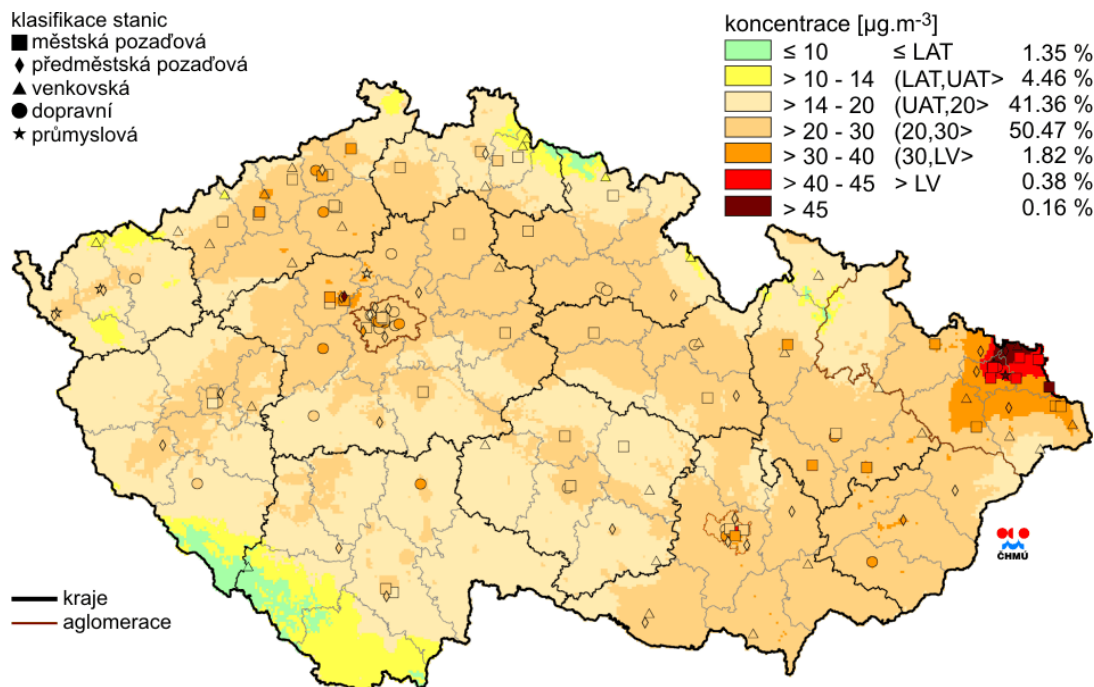 klasifikace stanic
městská pozaďová
předměstská pozaďová
venkovská
dopravní
průmyslová
koncentrace [µg.m⁻³]
≤ 10 ≤ LAT 1.35 %
> 10 - 14 (LAT,UAT> 4.46 %
> 14 - 20 (UAT,20> 41.36 %
> 20 - 30 (20,30> 50.47 %
> 30 - 40 (30,LV> 1.82 %
> 40 - 45 > LV 0.38 %
> 45 0.16 %
ČHMÚ
kraje
aglomerace